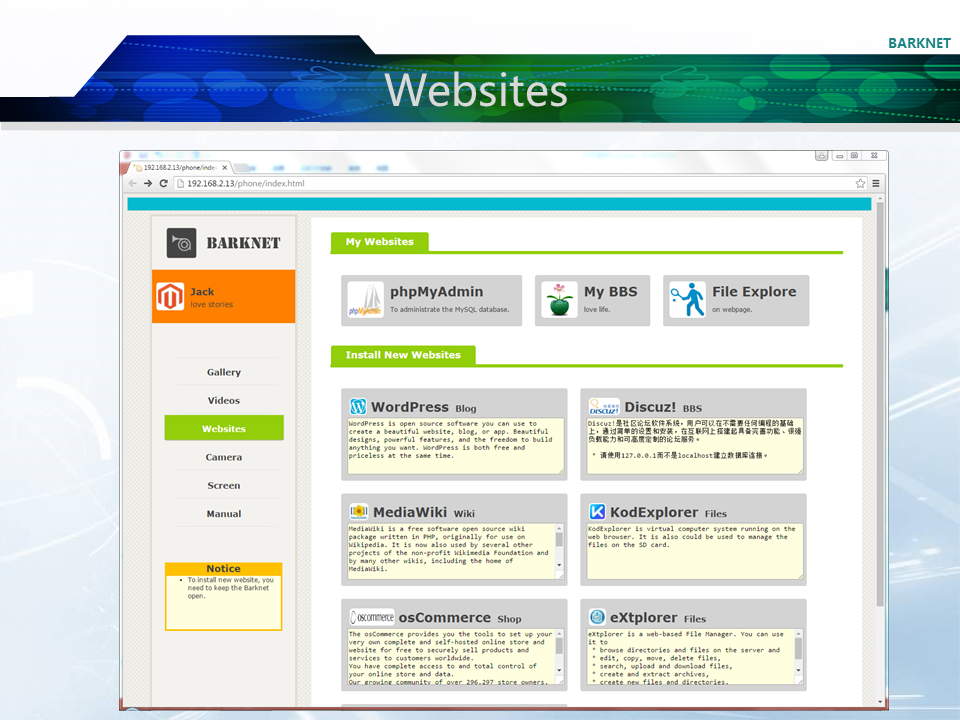 BARKNET
Websites
192.168.2.13/phone/inde
192.168.2.13/phone/index.html
BARKNET
Jack
love stories
Gallery
Videos
Websites
Camera
Screen
Manual
Notice
• To install new website, you
need to keep the Barknet
open.
My Websites
phpMyAdmin
phpMyAdmin
To administrate the MySQL database.
My BBS
love life.
File Explore
on webpage.
Install New Websites
WordPress Blog
WordPress is open source software you can use to
create a beautiful website, blog, or app. Beautiful
designs, powerful features, and the freedom to build
anything you want. WordPress is both free and
priceless at the same time.
DISCUZ!
Discuz! BBS
Discuz!是社区论坛软件系统，用户可以在不需要任何编程的基础
上，通过简单的设置和安装，在互联网上搭建起具备完善功能、很强
负载能力和可高度定制的论坛服务。
* 请使用127.0.0.1而不是localhost建立数据库连接。
MediaWiki Wiki
MediaWiki is a free software open source wiki
package written in PHP, originally for use on
Wikipedia. It is now also used by several other
projects of the non-profit Wikimedia Foundation and
by many other wikis, including the home of
MediaWiki.
KodExplorer Files
KodExplorer is virtual computer system running on the
web browser. It is also could be used to manage the
files on the SD card.
oscommerce
osCommerce Shop
The osCommerce provides you the tools to set up your
very own complete and self-hosted online store and
website for free to securely sell products and
services to customers worldwide.
You have complete access to and total control of
your online store and data.
Our growing community of over 296,297 store owners,
eXtplorer Files
eXtplorer is a web-based File Manager. You can use
it to
* browse directories and files on the server and
* edit, copy, move, delete files,
* search, upload and download files,
* create and extract archives,
* create new files and directories,